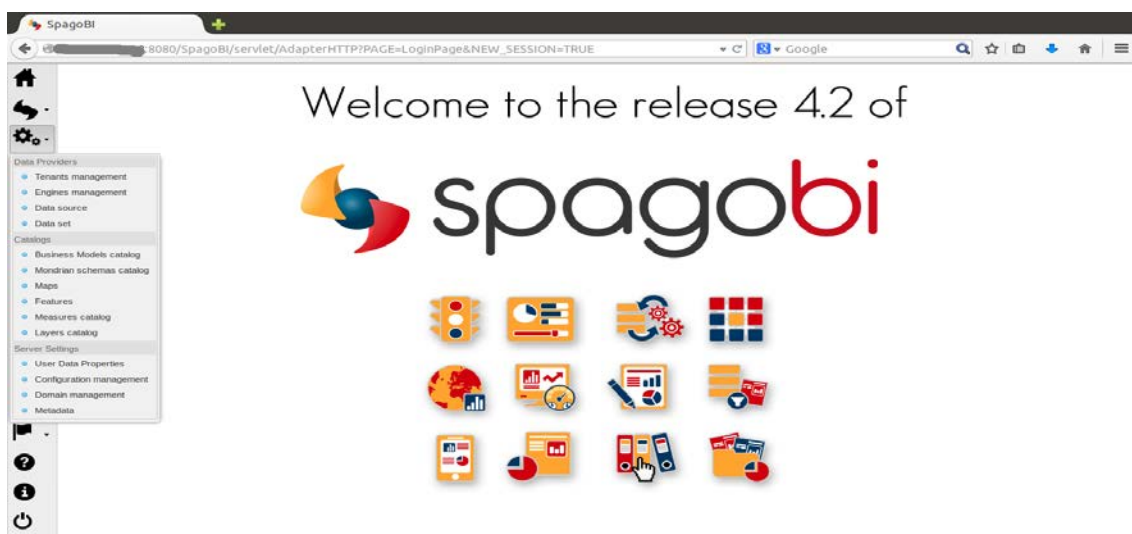 SpagoBI
:8080/SpagoBI/servlet/AdapterHTTP?PAGE=LoginPage&NEW_SESSION=TRUE
Google
Welcome to the release 4.2 of
spagobi
Data Providers
Tenants management
Engines management
Data source
Data set
Catalogs
Business Models catalog
Mondrian schemas catalog
Maps
Features
Measures catalog
Layers catalog
Server Settings
User Data Properties
Configuration management
Domain management
Metadata